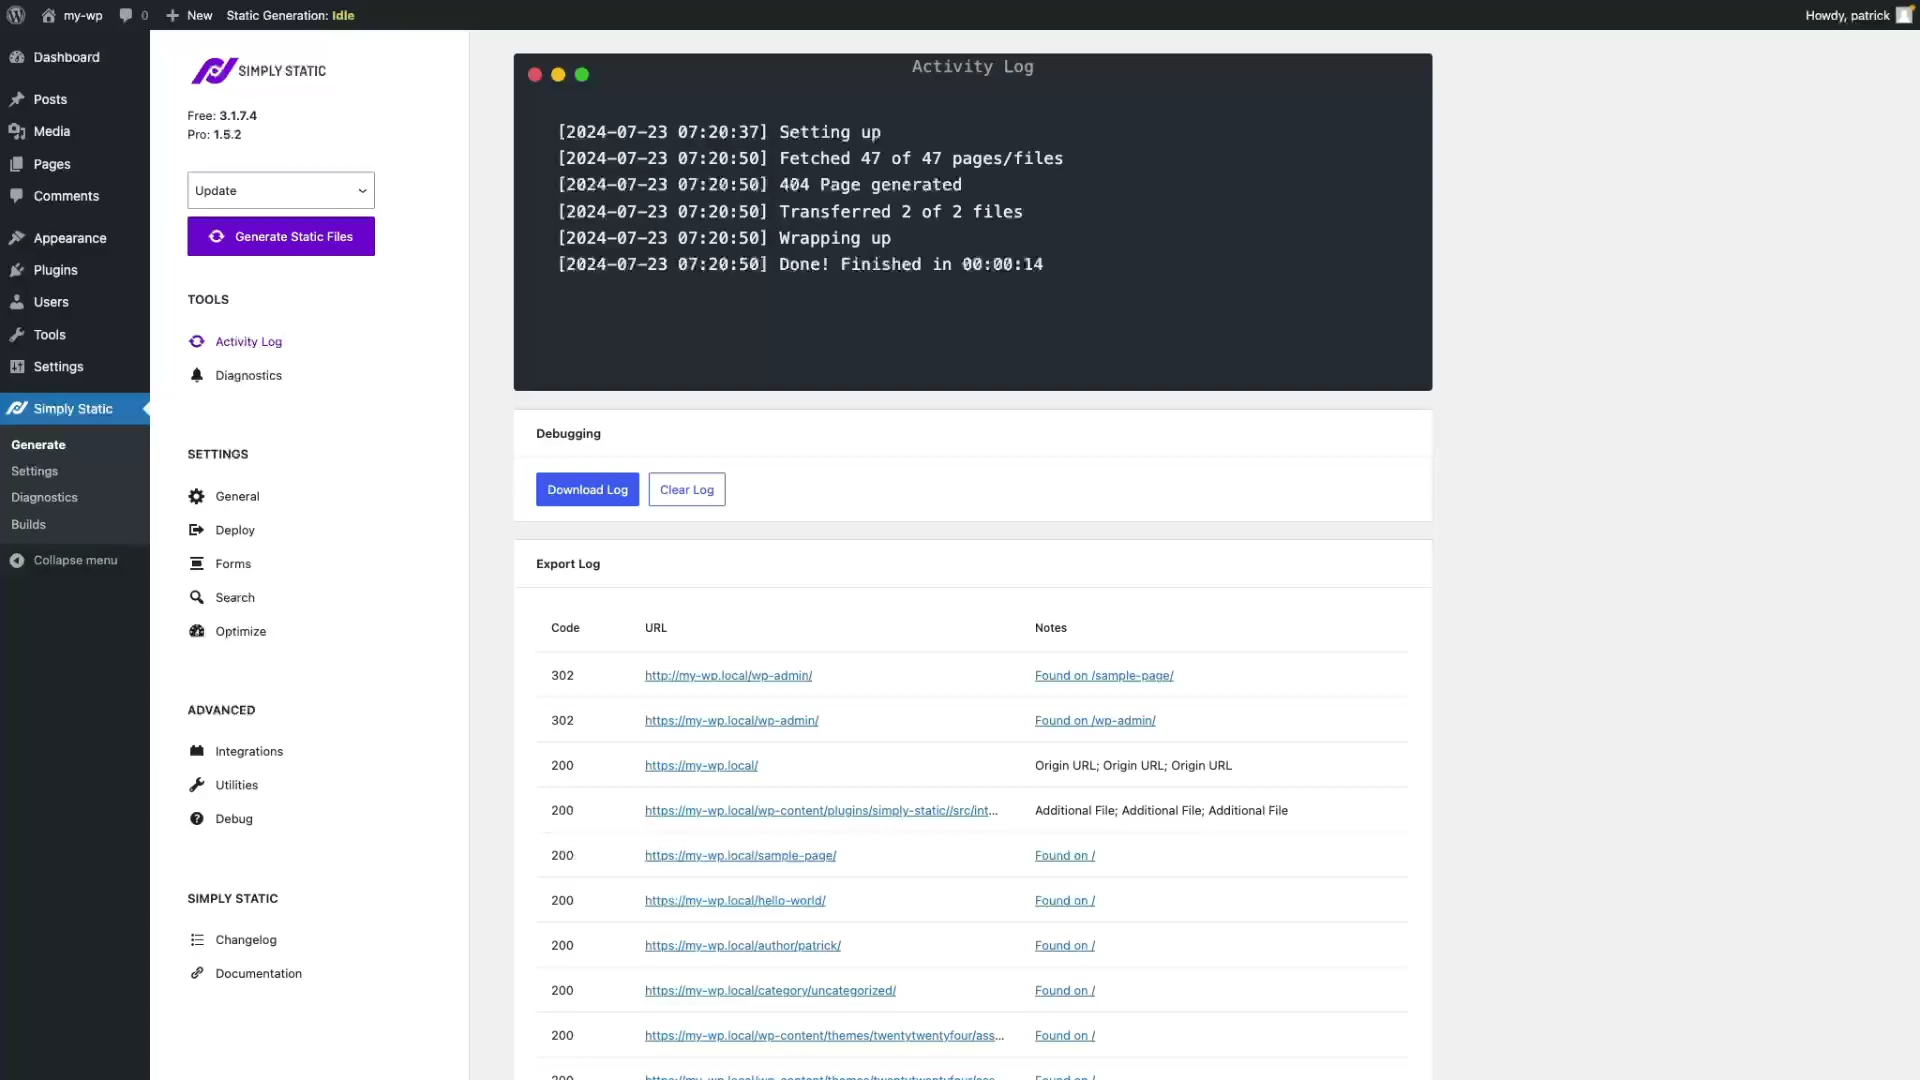 my-wp
0
New
Static Generation: Idle
Howdy, patrick
Dashboard
Posts
Media
Pages
Comments
Appearance
Plugins
Users
Tools
Settings
Simply Static
Generate
Settings
Diagnostics
Builds
Collapse menu
SIMPLY STATIC
Free: 3.1.7.4
Pro: 1.5.2
Update
Generate Static Files
TOOLS
Activity Log
Diagnostics
SETTINGS
General
Deploy
Forms
Search
Optimize
ADVANCED
Integrations
Utilities
Debug
SIMPLY STATIC
Changelog
Documentation
Activity Log
[2024-07-23 07:20:37] Setting up
[2024-07-23 07:20:50] Fetched 47 of 47 pages/files
[2024-07-23 07:20:50] 404 Page generated
[2024-07-23 07:20:50] Transferred 2 of 2 files
[2024-07-23 07:20:50] Wrapping up
[2024-07-23 07:20:50] Done! Finished in 00:00:14
Debugging
Download Log
Clear Log
Export Log
Code URL Notes
302 http://my-wp.local/wp-admin/ Found on /sample-page/
302 https://my-wp.local/wp-admin/ Found on /wp-admin/
200 https://my-wp.local/ Origin URL; Origin URL; Origin URL
200 https://my-wp.local/wp-content/plugins/simply-static//src/int... Additional File; Additional File; Additional File
200 https://my-wp.local/sample-page/ Found on /
200 https://my-wp.local/hello-world/ Found on /
200 https://my-wp.local/author/patrick/ Found on /
200 https://my-wp.local/category/uncategorized/ Found on /
200 https://my-wp.local/wp-content/themes/twentytwentyfour/ass... Found on /